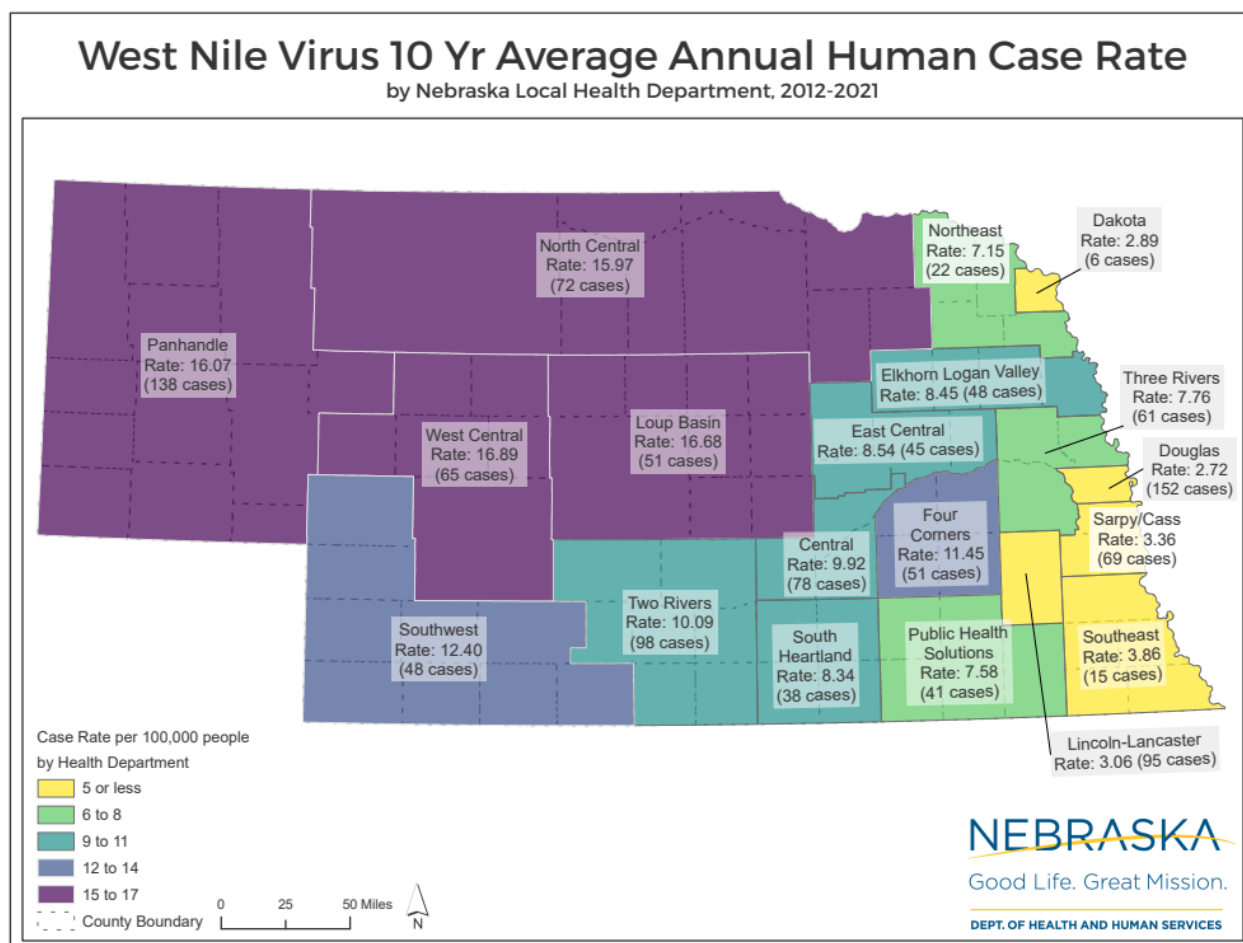 West Nile Virus 10 Yr Average Annual Human Case Rate
by Nebraska Local Health Department, 2012-2021
Dakota
Rate: 2.89
(6 cases)
Northeast
Rate: 7.15
(22 cases)
North Central
Rate: 15.97
(72 cases)
Panhandle
Rate: 16.07
(138 cases)
Elkhorn Logan Valley
Rate: 8.45 (48 cases)
Three Rivers
Rate: 7.76
(61 cases)
West Central
Rate: 16.89
(65 cases)
Loup Basin
Rate: 16.68
(51 cases)
East Central
Rate: 8.54 (45 cases)
Douglas
Rate: 2.72
(152 cases)
Four
Corners
Rate: 11.45
(51 cases)
Sarpy/Cass
Rate: 3.36
(69 cases)
Central
Rate: 9.92
(78 cases)
Two Rivers
Rate: 10.09
(98 cases)
Southwest
Rate: 12.40
(48 cases)
South
Heartland
Rate: 8.34
(38 cases)
Public Health
Solutions
Rate: 7.58
(41 cases)
Southeast
Rate: 3.86
(15 cases)
Lincoln-Lancaster
Rate: 3.06 (95 cases)
Case Rate per 100,000 people
by Health Department
5 or less
6 to 8
9 to 11
12 to 14
15 to 17
County Boundary
0 25 50 Miles
N
NEBRASKA
Good Life. Great Mission.
DEPT. OF HEALTH AND HUMAN SERVICES